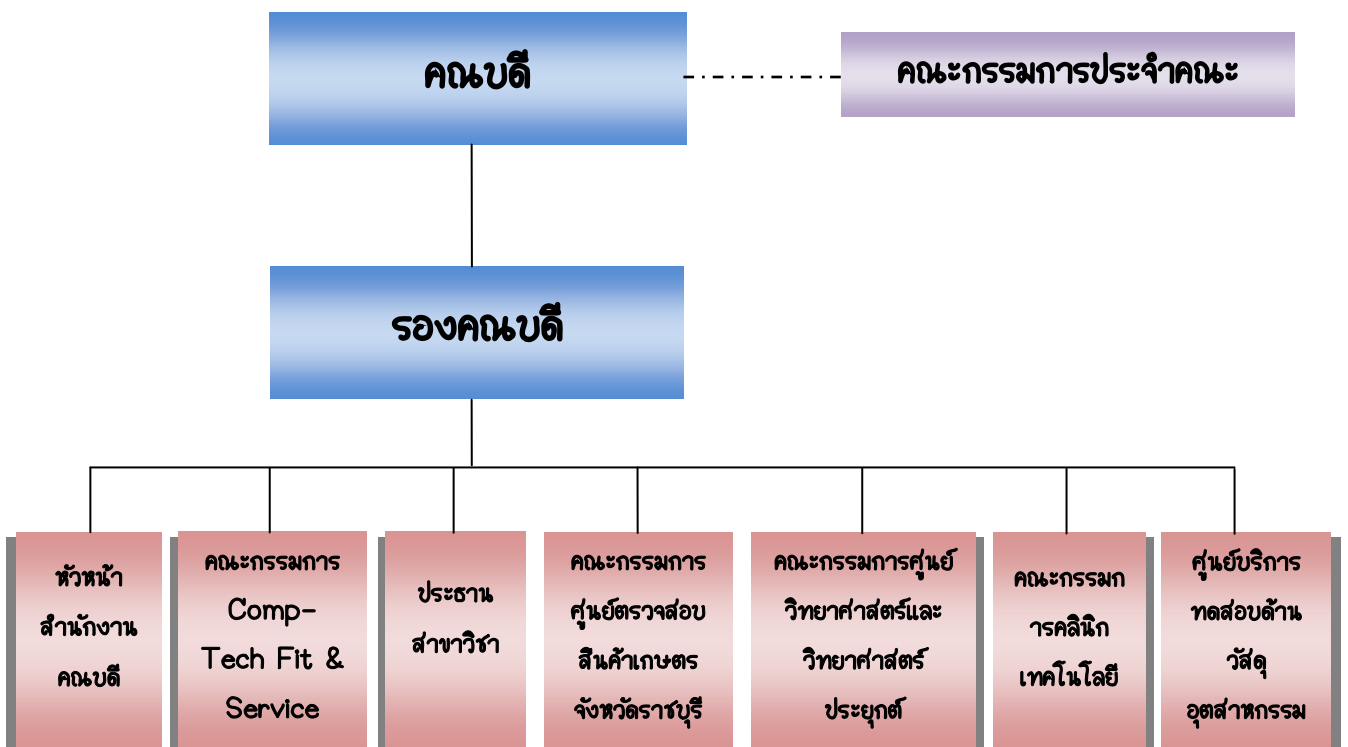 คณบดี
คณะกรรมการประจำคณะ
รองคณบดี
หัวหน้า
สำนักงาน
คณบดี
คณะกรรมการ
Comp-
Tech Fit &
Service
ประธาน
สาขาวิชา
คณะกรรมการ
ศูนย์ตรวจสอบ
สินค้าเกษตร
จังหวัดราชบุรี
คณะกรรมการศูนย์
วิทยาศาสตร์และ
วิทยาศาสตร์
ประยุกต์
คณะกรรมก
ารคลินิก
เทคโนโลยี
ศูนย์บริการ
ทดสอบด้าน
วัสดุ
อุตสาหกรรม